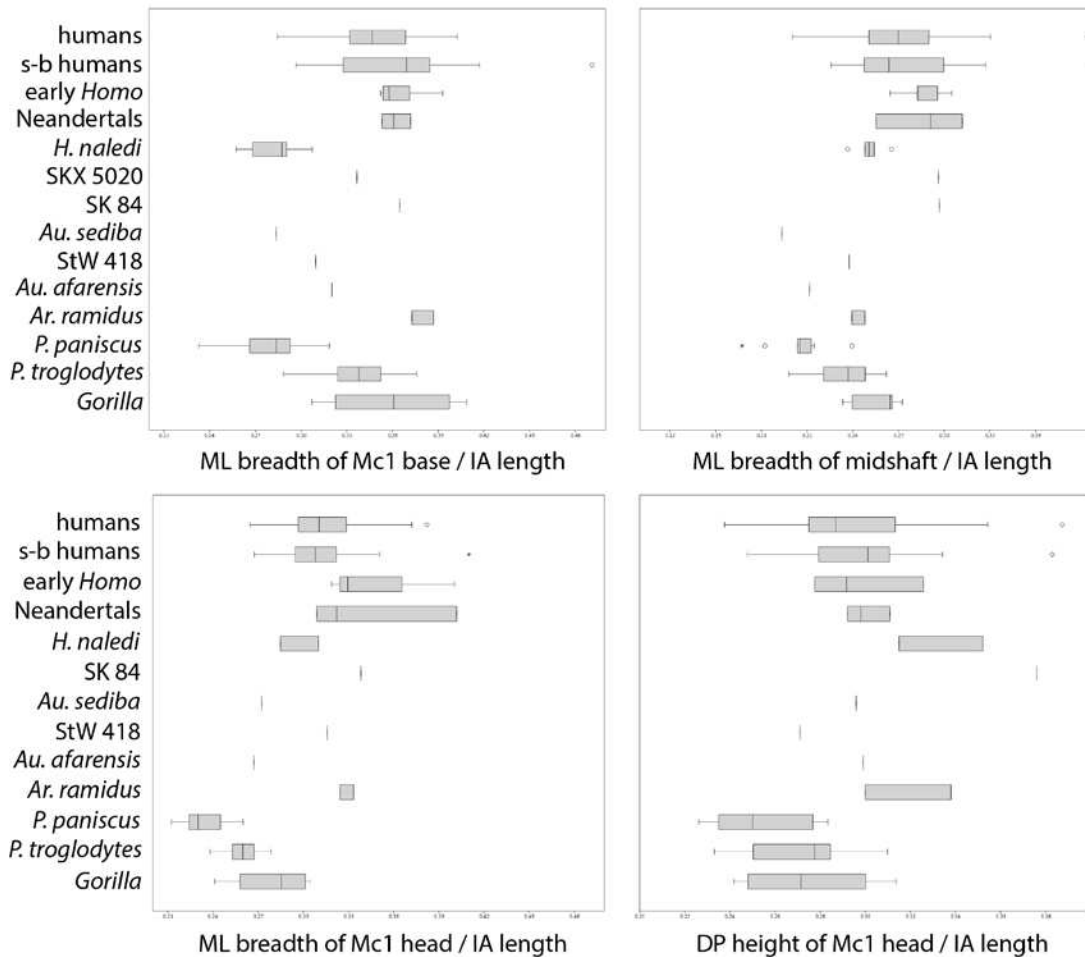 humans
s-b humans
early Homo
Neandertals
H. naledi
SKX 5020
SK 84
Au. sediba
StW 418
Au. afarensis
Ar. ramidus
P. paniscus
P. troglodytes
Gorilla
ML breadth of Mc1 base / IA length
ML breadth of midshaft / IA length
humans
s-b humans
early Homo
Neandertals
H. naledi
SK 84
Au. sediba
StW 418
Au. afarensis
Ar. ramidus
P. paniscus
P. troglodytes
Gorilla
ML breadth of Mc1 head / IA length
DP height of Mc1 head / IA length